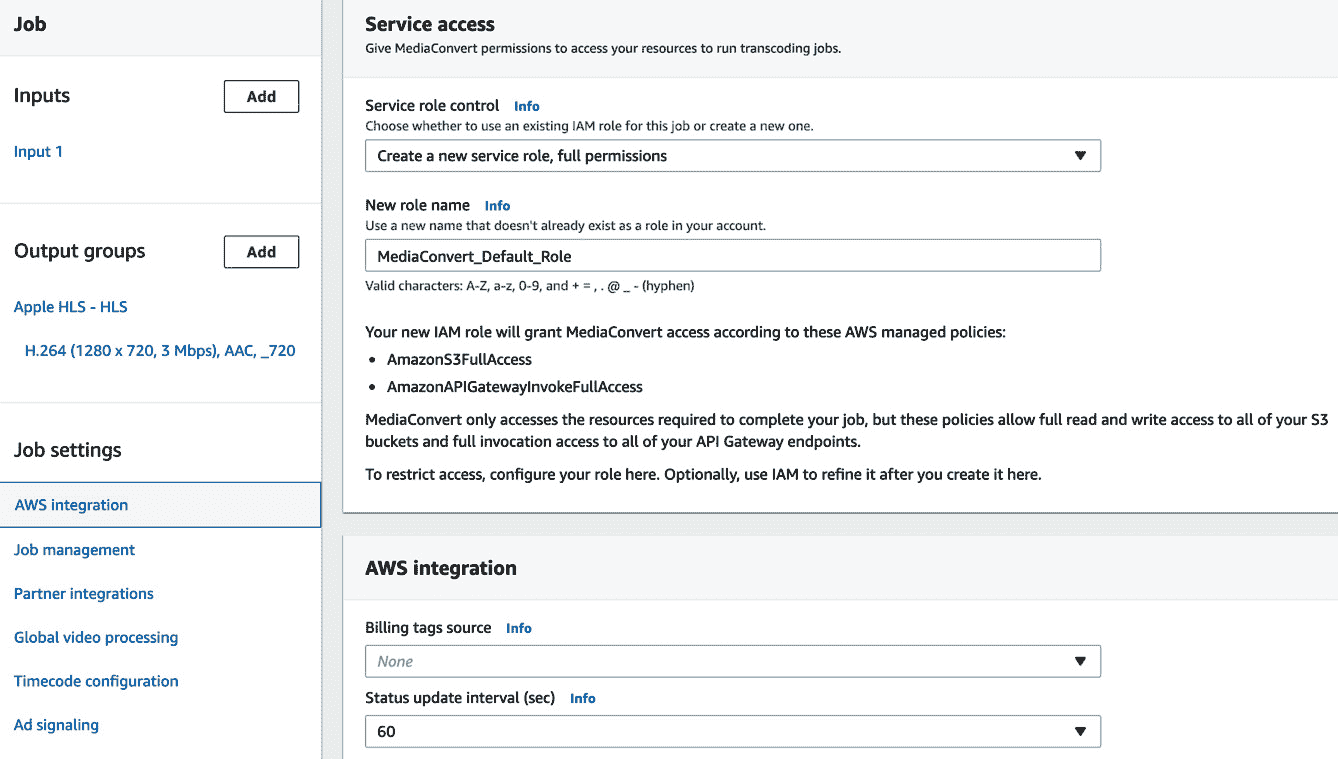 Job
Inputs
Add
Input 1
Output groups
Add
Apple HLS - HLS
H.264 (1280 x 720, 3 Mbps), AAC, _720
Job settings
AWS integration
Job management
Partner integrations
Global video processing
Timecode configuration
Ad signaling
Service access
Give MediaConvert permissions to access your resources to run transcoding jobs.
Service role control Info
Choose whether to use an existing IAM role for this job or create a new one.
Create a new service role, full permissions
New role name Info
Use a new name that doesn't already exist as a role in your account.
MediaConvert_Default_Role
Valid characters: A-Z, a-z, 0-9, and + = , . @ _ - (hyphen)
Your new IAM role will grant MediaConvert access according to these AWS managed policies:
• AmazonS3FullAccess
• AmazonAPIGatewayInvokeFullAccess
MediaConvert only accesses the resources required to complete your job, but these policies allow full read and write access to all of your S3
buckets and full invocation access to all of your API Gateway endpoints.
To restrict access, configure your role here. Optionally, use IAM to refine it after you create it here.
AWS integration
Billing tags source Info
None
Status update interval (sec) Info
60